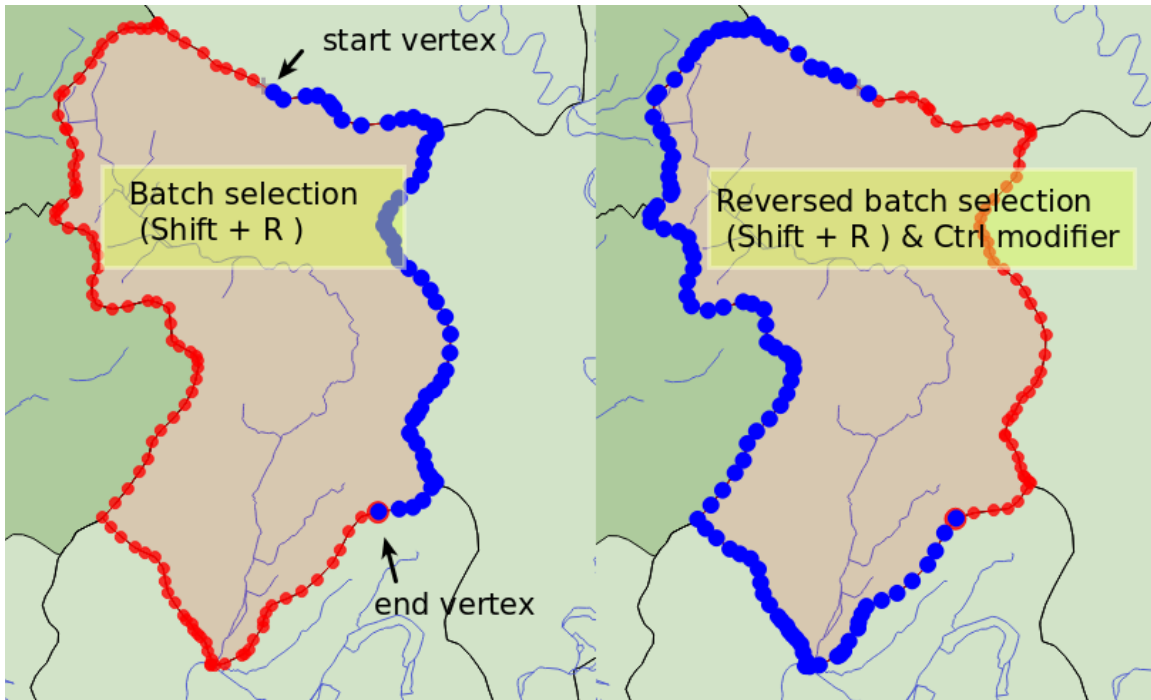 start vertex
Batch selection
(Shift + R )
end vertex
Reversed batch selection
(Shift + R ) & Ctrl modifier